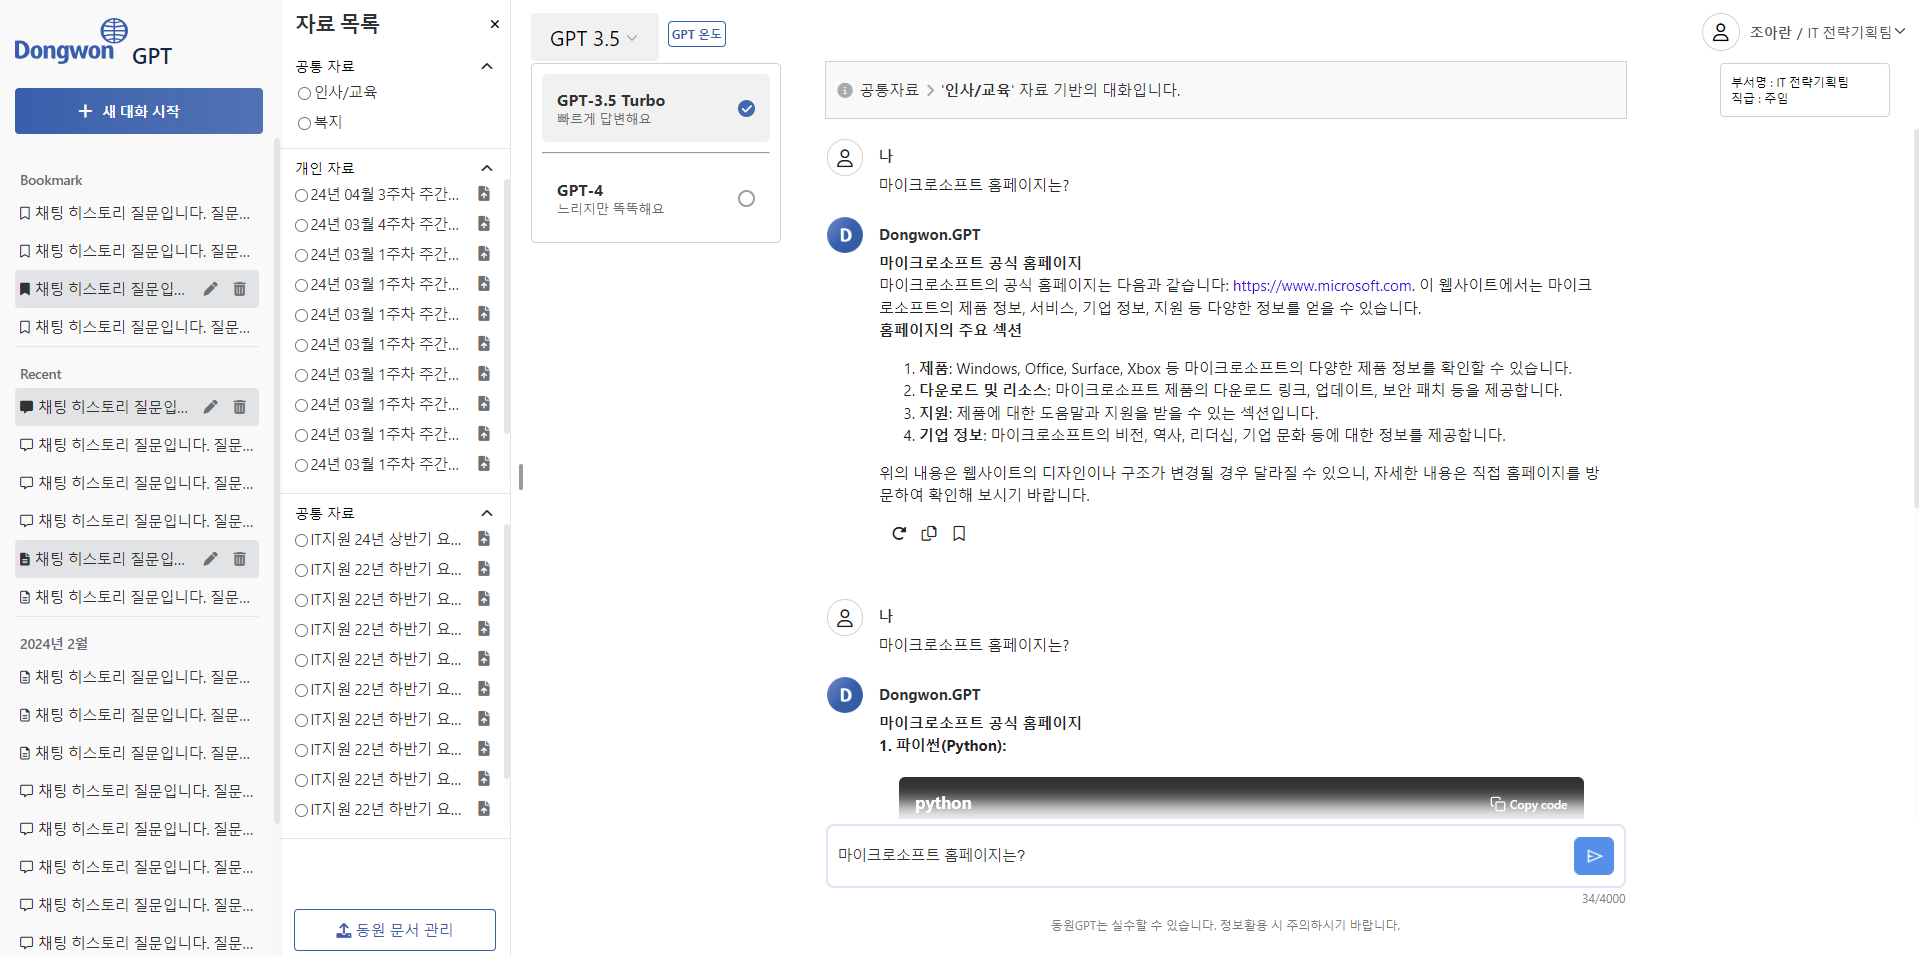 Dongwon GPT
새 대화 시작
Bookmark
채팅 히스토리 질문입니다. 질문...
채팅 히스토리 질문입니다. 질문...
채팅 히스토리 질문입...
채팅 히스토리 질문입니다. 질문...
Recent
채팅 히스토리 질문입...
채팅 히스토리 질문입니다. 질문...
채팅 히스토리 질문입니다. 질문...
채팅 히스토리 질문입니다. 질문...
채팅 히스토리 질문입...
채팅 히스토리 질문입니다. 질문...
2024년 2월
채팅 히스토리 질문입니다. 질문...
채팅 히스토리 질문입니다. 질문...
채팅 히스토리 질문입니다. 질문...
채팅 히스토리 질문입니다. 질문...
채팅 히스토리 질문입니다. 질문...
채팅 히스토리 질문입니다. 질문...
채팅 히스토리 질문입니다. 질문...
채팅 히스토리 질문입니다. 질문...
자료 목록
공통 자료
인사/교육
복지
개인 자료
24년 04월 3주차 주간...
24년 03월 4주차 주간...
24년 03월 1주차 주간...
24년 03월 1주차 주간...
24년 03월 1주차 주간...
24년 03월 1주차 주간...
24년 03월 1주차 주간...
24년 03월 1주차 주간...
24년 03월 1주차 주간...
24년 03월 1주차 주간...
공통 자료
IT지원 24년 상반기 요...
IT지원 22년 하반기 요...
IT지원 22년 하반기 요...
IT지원 22년 하반기 요...
IT지원 22년 하반기 요...
IT지원 22년 하반기 요...
IT지원 22년 하반기 요...
IT지원 22년 하반기 요...
IT지원 22년 하반기 요...
IT지원 22년 하반기 요...
동원 문서 관리
GPT 3.5
GPT 온도
GPT-3.5 Turbo
빠르게 답변해요
GPT-4
느리지만 똑똑해요
조아란 / IT 전략기획팀
부서명 : IT 전략기획팀
직급 : 주임
공통자료 > '인사/교육' 자료 기반의 대화입니다.
나
마이크로소프트 홈페이지는?
D
Dongwon.GPT
마이크로소프트 공식 홈페이지
마이크로소프트의 공식 홈페이지는 다음과 같습니다: https://www.microsoft.com. 이 웹사이트에서는 마이크
로소프트의 제품 정보, 서비스, 기업 정보, 지원 등 다양한 정보를 얻을 수 있습니다.
홈페이지의 주요 섹션
1. 제품: Windows, Office, Surface, Xbox 등 마이크로소프트의 다양한 제품 정보를 확인할 수 있습니다.
2. 다운로드 및 리소스: 마이크로소프트 제품의 다운로드 링크, 업데이트, 보안 패치 등을 제공합니다.
3. 지원: 제품에 대한 도움말과 지원을 받을 수 있는 섹션입니다.
4. 기업 정보: 마이크로소프트의 비전, 역사, 리더십, 기업 문화 등에 대한 정보를 제공합니다.
위의 내용은 웹사이트의 디자인이나 구조가 변경될 경우 달라질 수 있으니, 자세한 내용은 직접 홈페이지를 방
문하여 확인해 보시기 바랍니다.
나
마이크로소프트 홈페이지는?
D
Dongwon.GPT
마이크로소프트 공식 홈페이지
1. 파이썬(Python):
python
Copy code
마이크로소프트 홈페이지는?
34/4000
동원GPT는 실수할 수 있습니다. 정보활용 시 주의하시기 바랍니다.